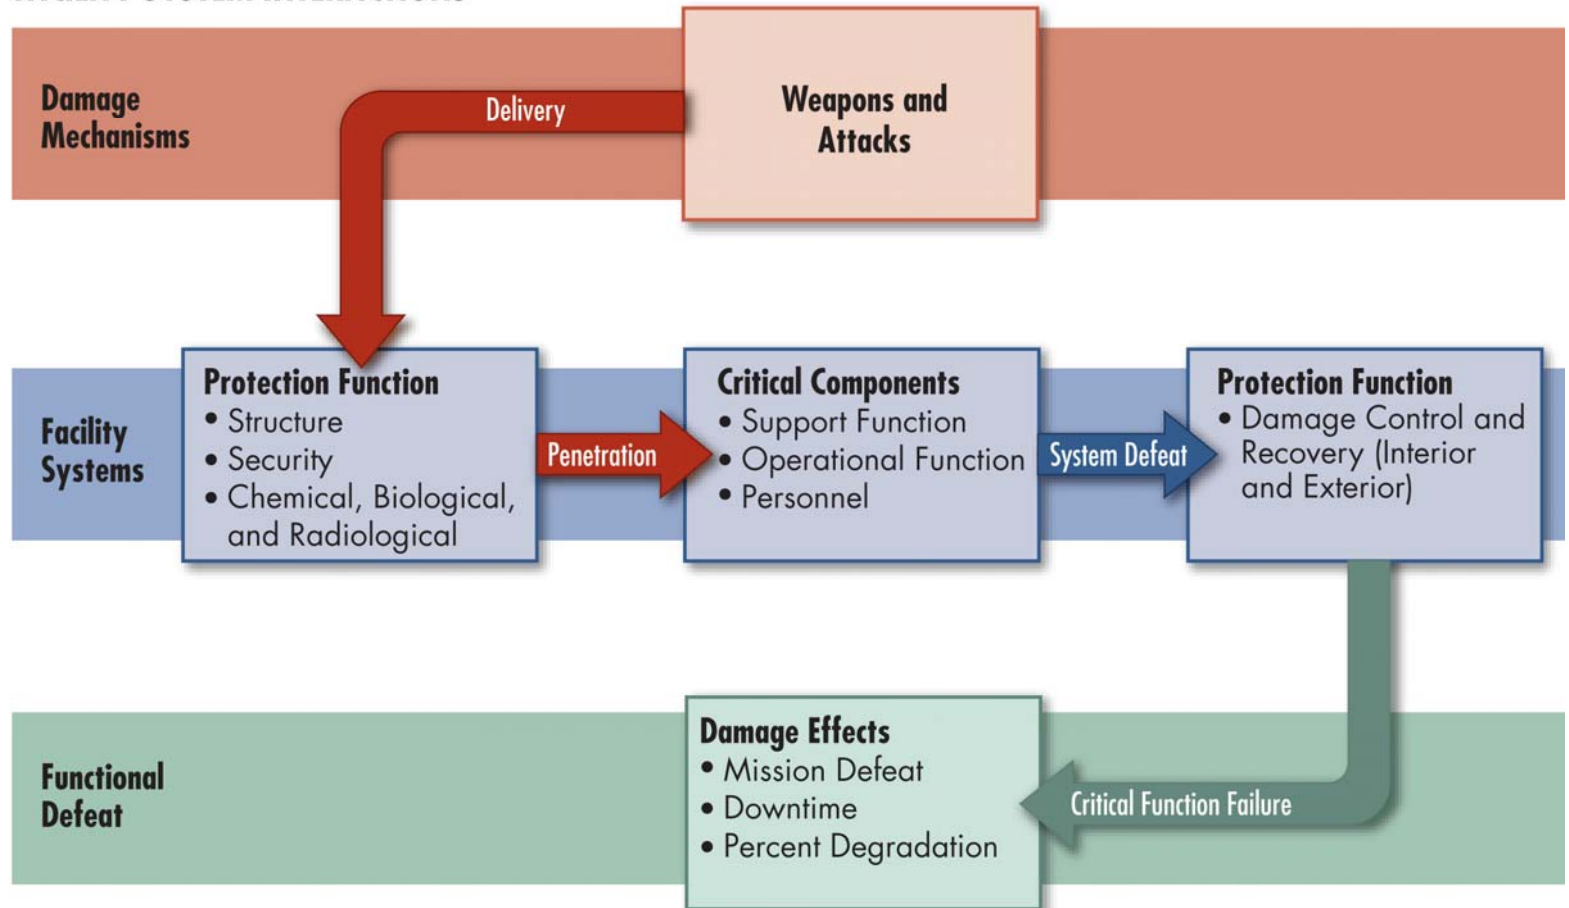 Damage
Mechanisms
Delivery
Weapons and
Attacks
Facility
Systems
Protection Function
• Structure
• Security
• Chemical, Biological,
and Radiological
Penetration
Critical Components
• Support Function
• Operational Function
• Personnel
System Defeat
Protection Function
• Damage Control and
Recovery (Interior
and Exterior)
Functional
Defeat
Damage Effects
• Mission Defeat
• Downtime
• Percent Degradation
Critical Function Failure